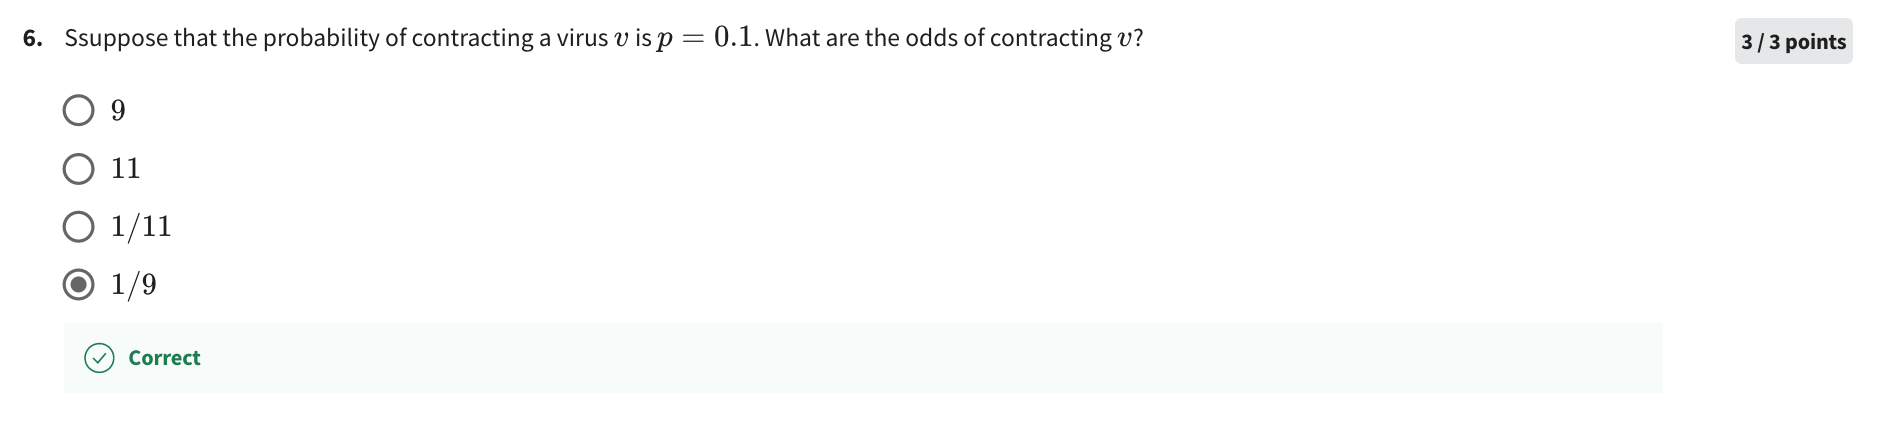 6. Ssuppose that the probability of contracting a virus v is p = 0.1. What are the odds of contracting v?
3 / 3 points
9
11
1/11
1/9
Correct